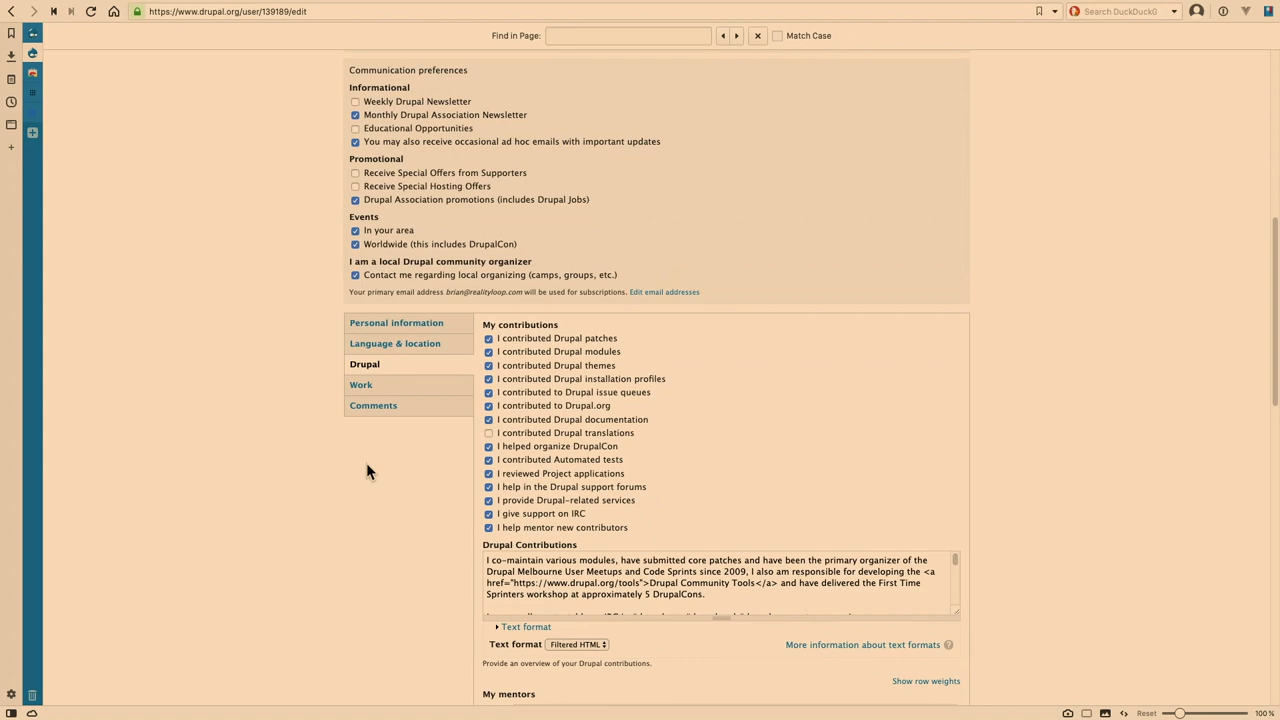 https://www.drupal.org/user/139189/edit
Search DuckDuckG
Find in Page:
Match Case
Communication preferences
Informational
Weekly Drupal Newsletter
Monthly Drupal Association Newsletter
Educational Opportunities
You may also receive occasional ad hoc emails with important updates
Promotional
Receive Special Offers from Supporters
Receive Special Hosting Offers
Drupal Association promotions (includes Drupal Jobs)
Events
In your area
Worldwide (this includes DrupalCon)
I am a local Drupal community organizer
Contact me regarding local organizing (camps, groups, etc.)
Your primary email address brian@realityloop.com will be used for subscriptions. Edit email addresses
Personal information
Language & location
Drupal
Work
Comments
My contributions
I contributed Drupal patches
I contributed Drupal modules
I contributed Drupal themes
I contributed Drupal installation profiles
I contributed to Drupal issue queues
I contributed to Drupal.org
I contributed Drupal documentation
I contributed Drupal translations
I helped organize DrupalCon
I contributed Automated tests
I reviewed Project applications
I help in the Drupal support forums
I provide Drupal-related services
I give support on IRC
I help mentor new contributors
Drupal Contributions
I co-maintain various modules, have submitted core patches and have been the primary organizer of the
Drupal Melbourne User Meetups and Code Sprints since 2009, I also am responsible for developing the <a
href="https://www.drupal.org/tools">Drupal Community Tools</a> and have delivered the First Time
Sprinters workshop at approximately 5 DrupalCons.
Text format
Text format Filtered HTML
More information about text formats
Provide an overview of your Drupal contributions.
Show row weights
My mentors
Reset
100 %